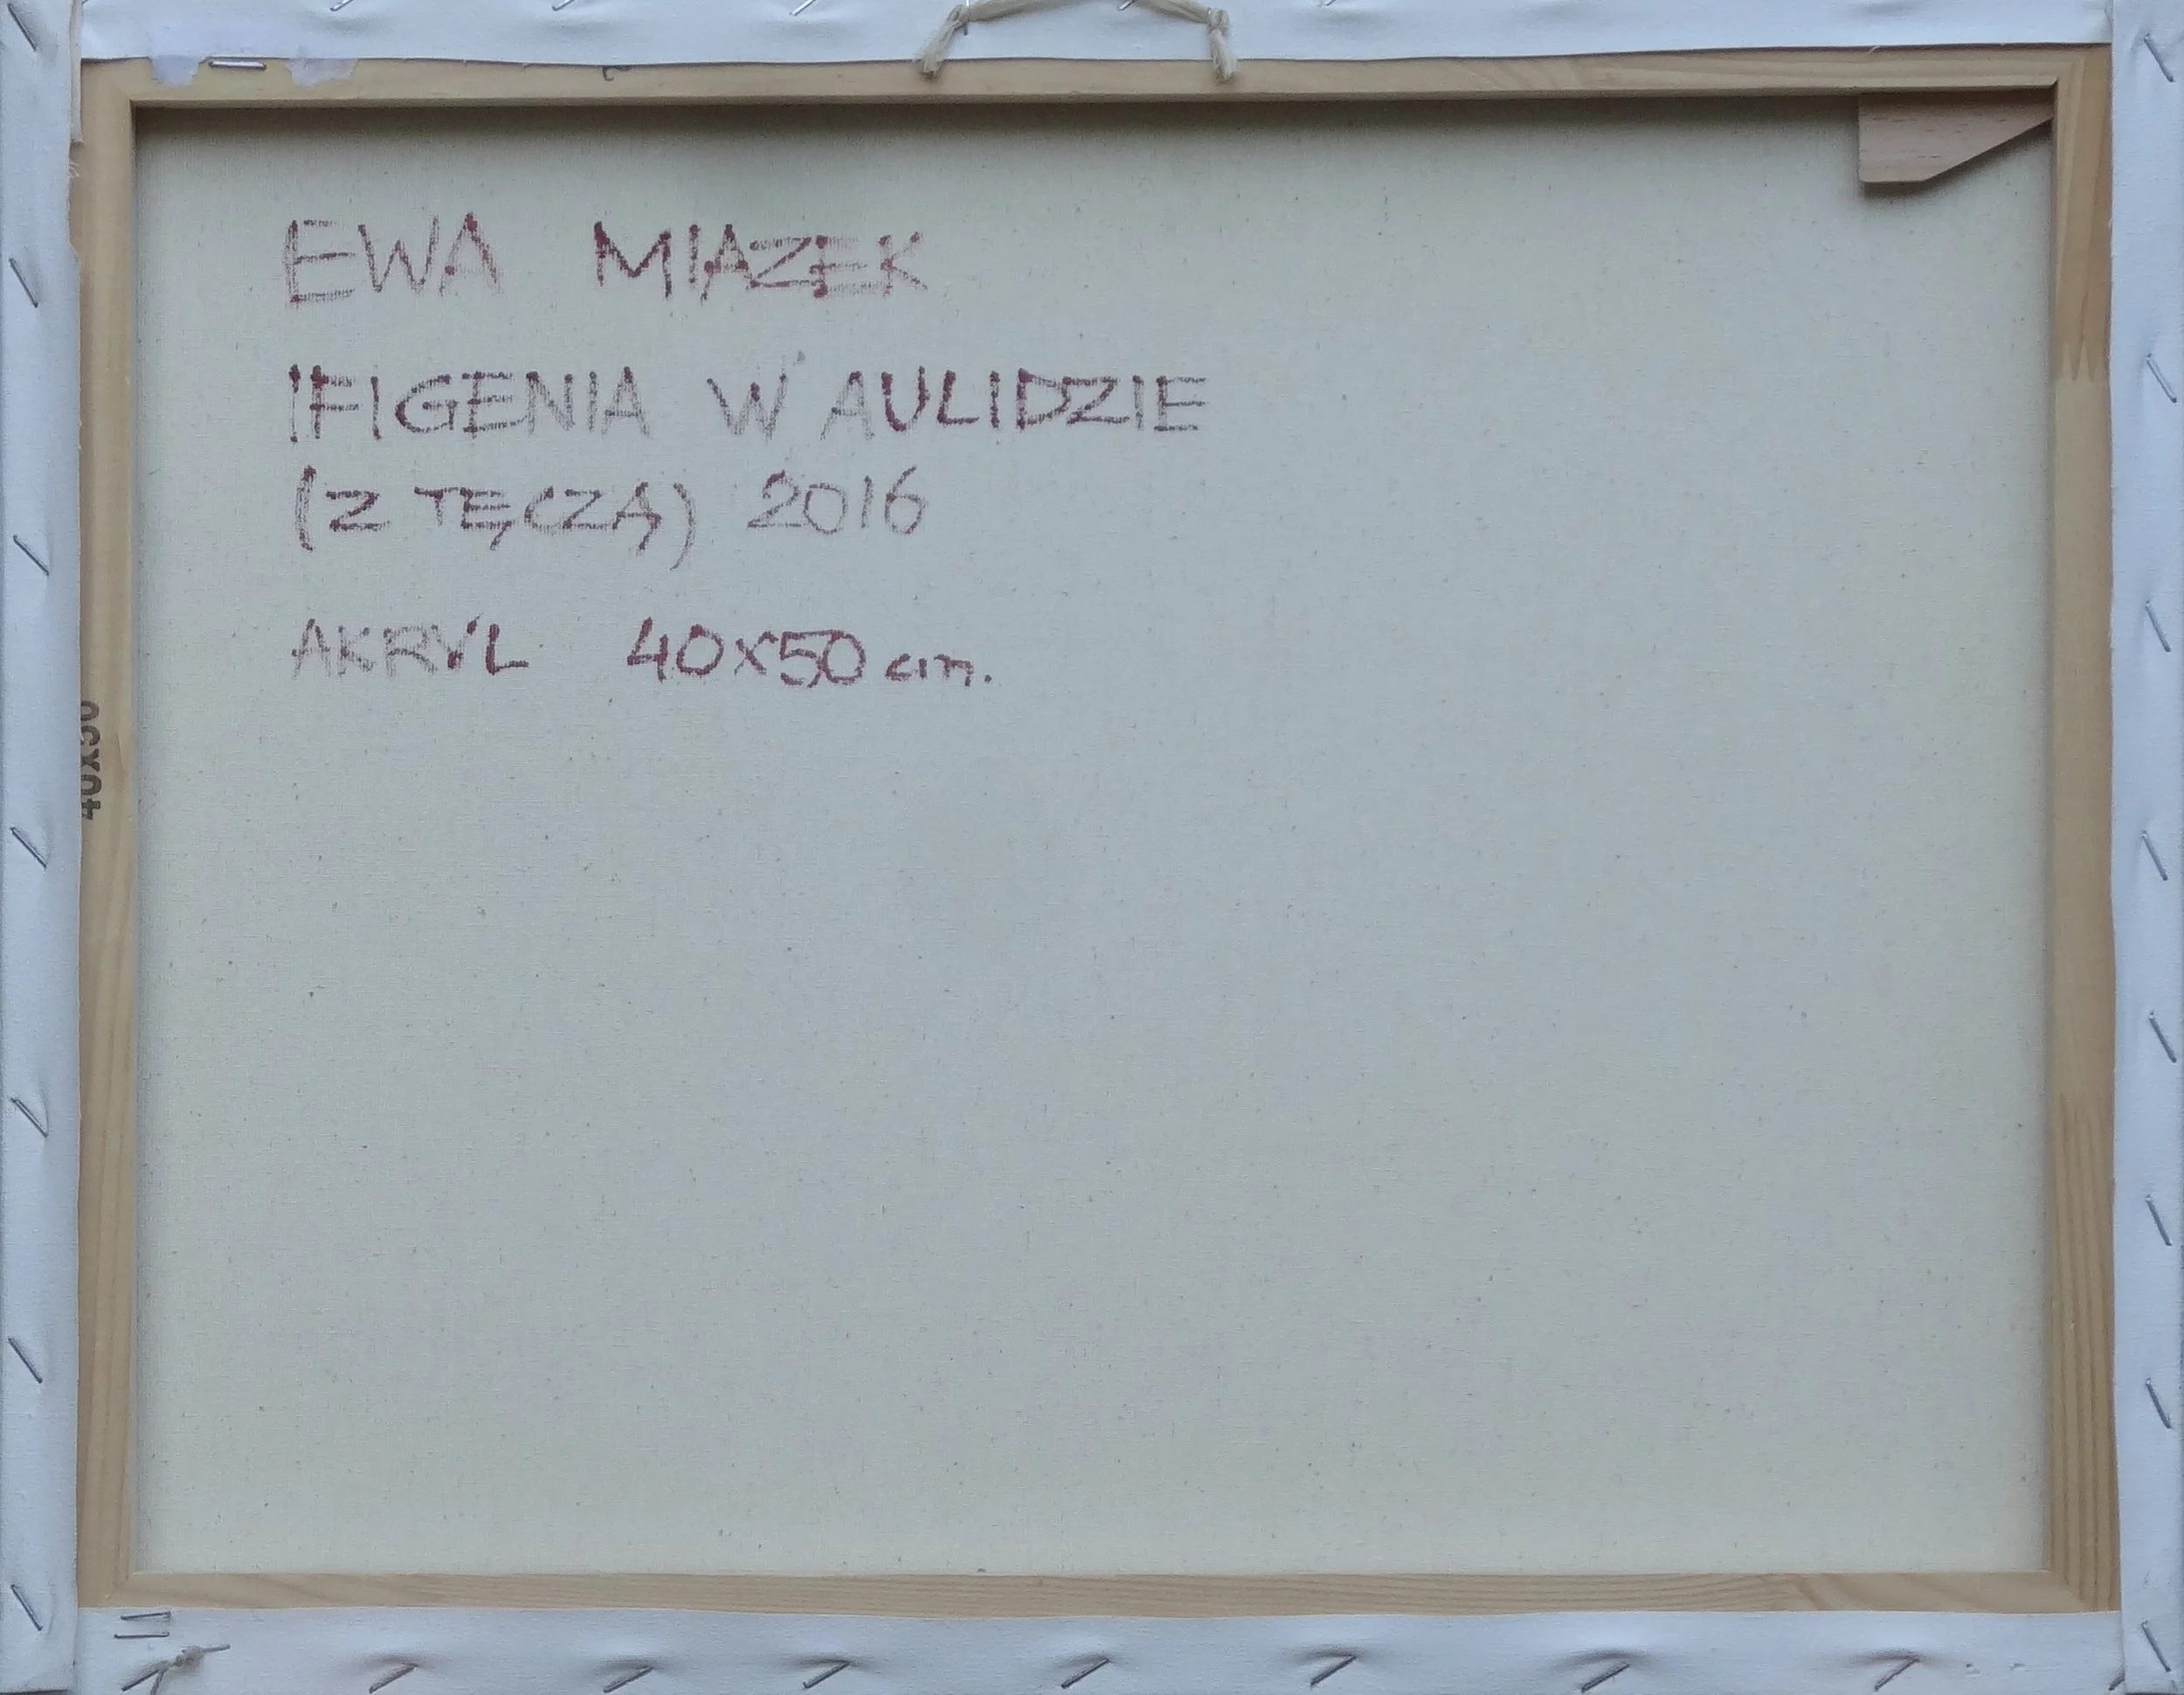 EWA MIAZEK
IFIGENIA W AULIDZIE
(Z TĘCZĄ) 2016
AKRYL 40x50 cm.
40x50